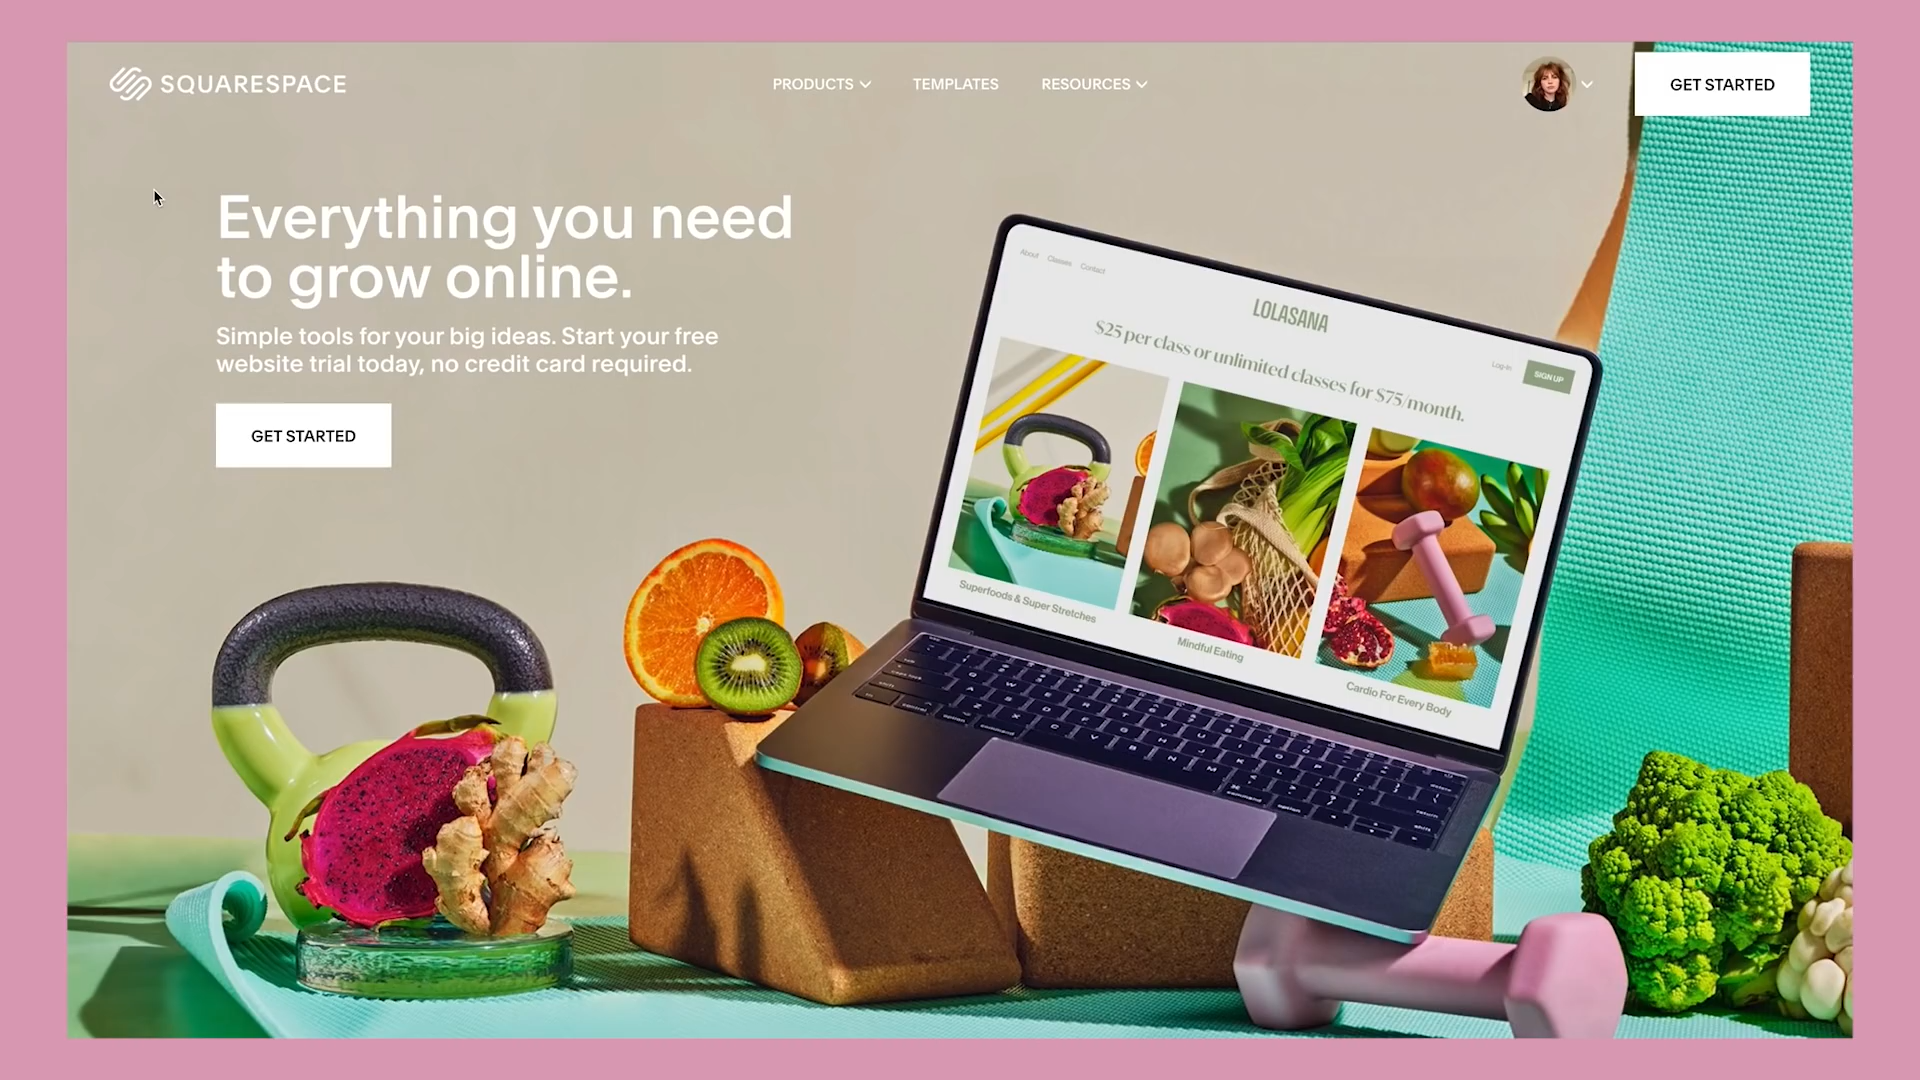 SQUARESPACE
PRODUCTS
TEMPLATES
RESOURCES
GET STARTED
Everything you need
to grow online.
Simple tools for your big ideas. Start your free
website trial today, no credit card required.
GET STARTED
About Classes Contact
LOLASANA
Log-In
SIGN UP
$25 per class or unlimited classes for $75/month.
Superfoods & Super Stretches
Mindful Eating
Cardio For Every Body